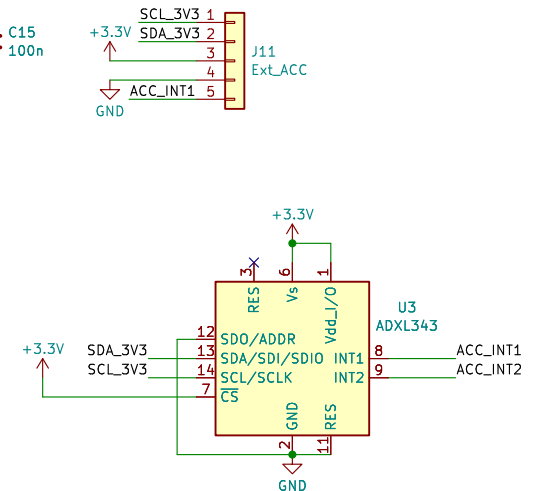 C15
100n
SCL_3V3 1
+3.3V SDA_3V3 2
3
4
GND
ACC_INT1 5
J11
Ext_ACC
+3.3V
3 6 1
RES Vs Vdd_I/O
U3
ADXL343
12 SDO/ADDR
+3.3V
SDA_3V3 13 SDA/SDI/SDIO INT1 8 ACC_INT1
SCL_3V3 14 SCL/SCLK INT2 9 ACC_INT2
7 CS
GND RES
2 11
GND